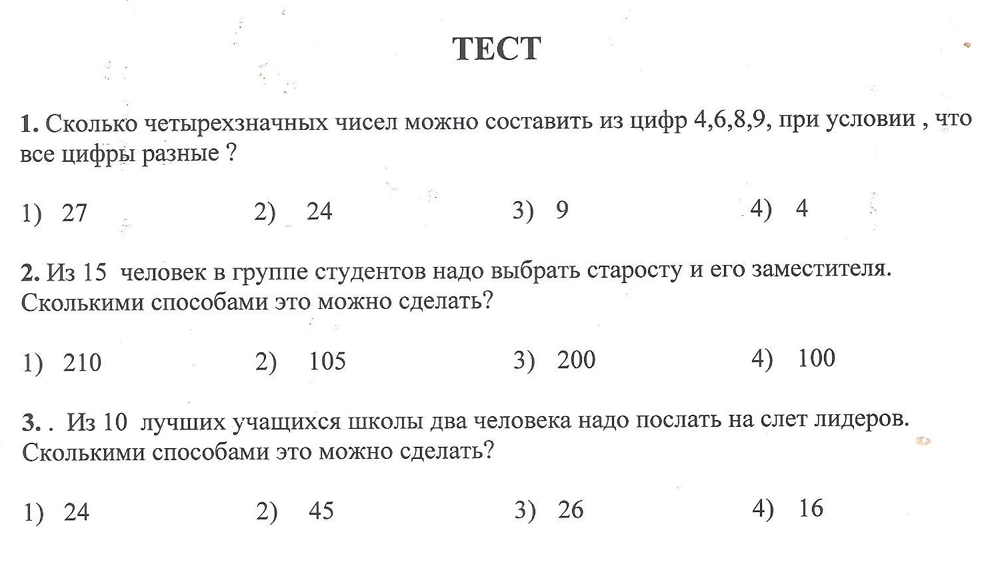 ТЕСТ
1. Сколько четырехзначных чисел можно составить из цифр 4,6,8,9, при условии , что
все цифры разные ?
1) 27 2) 24 3) 9 4) 4
2. Из 15 человек в группе студентов надо выбрать старосту и его заместителя.
Сколькими способами это можно сделать?
1) 210 2) 105 3) 200 4) 100
3. . Из 10 лучших учащихся школы два человека надо послать на слет лидеров.
Сколькими способами это можно сделать?
1) 24 2) 45 3) 26 4) 16